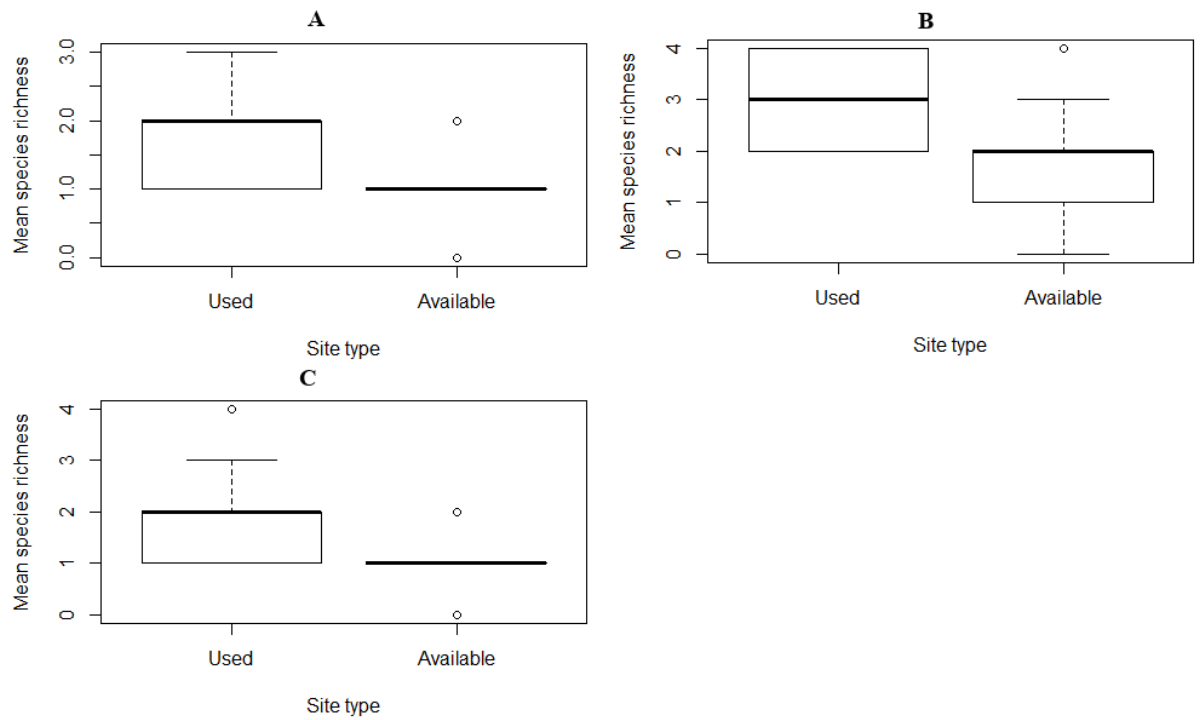 A
Mean species richness
3.0
2.0
1.0
0.0
Used Available
Site type
B
Mean species richness
4
3
2
1
0
Used Available
Site type
C
Mean species richness
4
3
2
1
0
Used Available
Site type